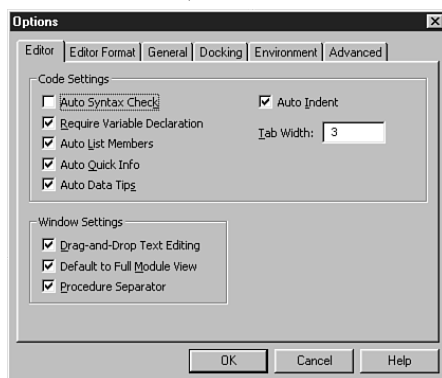 Options
Editor Editor Format General Docking Environment Advanced
Code Settings
Auto Syntax Check
Auto Indent
Require Variable Declaration
Tab Width: 3
Auto List Members
Auto Quick Info
Auto Data Tips
Window Settings
Drag-and-Drop Text Editing
Default to Full Module View
Procedure Separator
OK Cancel Help